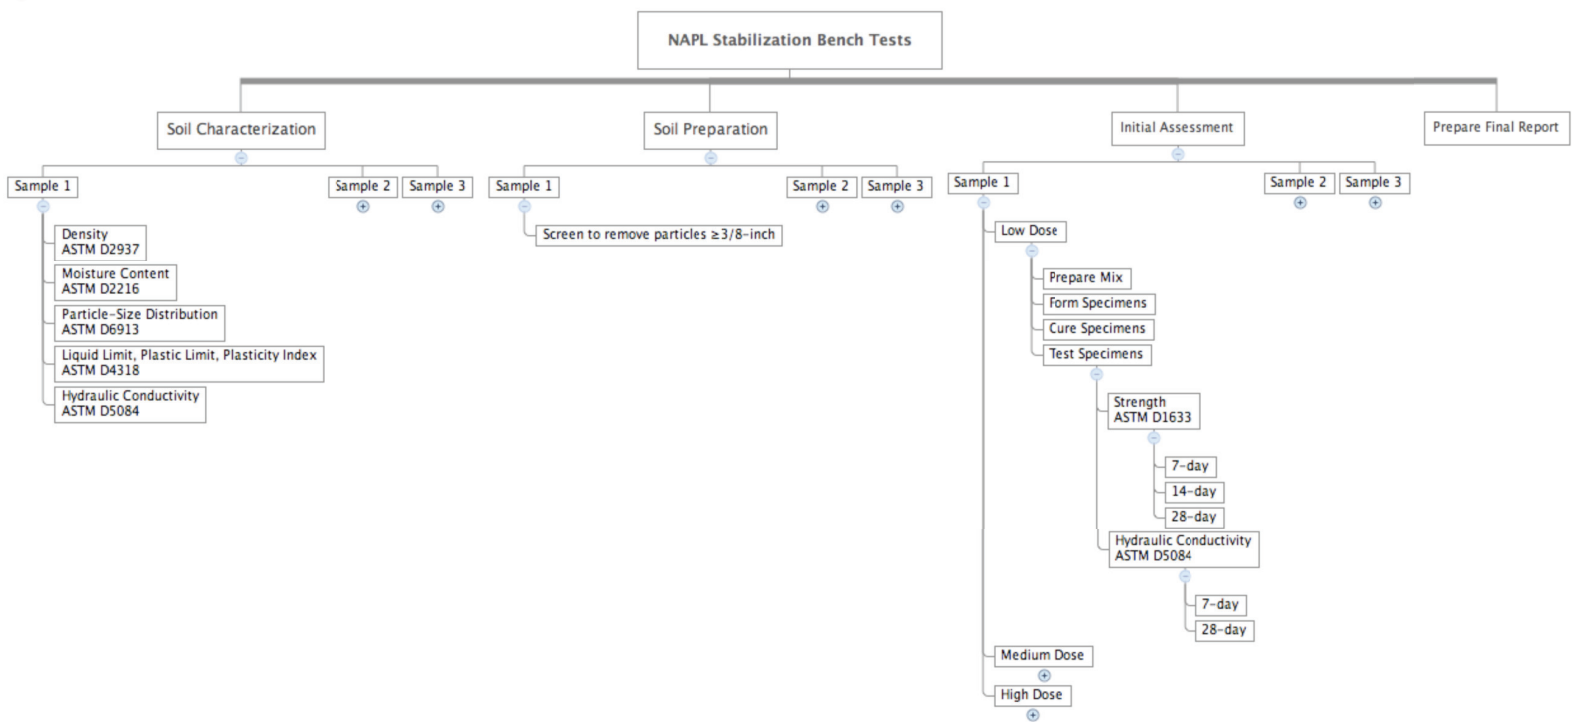 NAPL Stabilization Bench Tests
Soil Characterization
Soil Preparation
Initial Assessment
Prepare Final Report
Sample 1
Sample 2
Sample 3
Density
ASTM D2937
Moisture Content
ASTM D2216
Particle-Size Distribution
ASTM D6913
Liquid Limit, Plastic Limit, Plasticity Index
ASTM D4318
Hydraulic Conductivity
ASTM D5084
Sample 1
Sample 2
Sample 3
Screen to remove particles ≥3/8-inch
Sample 1
Sample 2
Sample 3
Low Dose
Prepare Mix
Form Specimens
Cure Specimens
Test Specimens
Strength
ASTM D1633
7-day
14-day
28-day
Hydraulic Conductivity
ASTM D5084
7-day
28-day
Medium Dose
High Dose